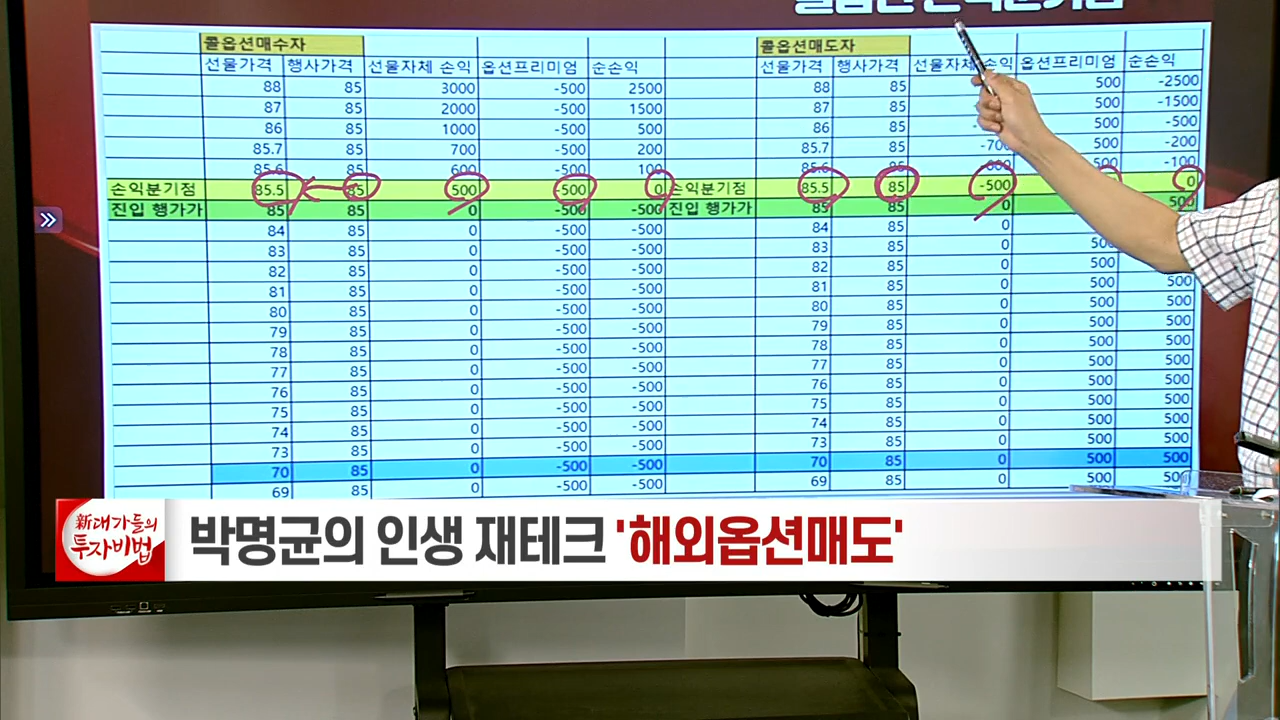 콜옵션 손익분기점
콜옵션매수자 콜옵션매도자
선물가격 행사가격 선물자체 손익 옵션프리미엄 순손익 선물가격 행사가격 선물자체 손익 옵션프리미엄 순손익
88 85 3000 -500 2500 88 85 500 -2500
87 85 2000 -500 1500 87 85 500 -1500
86 85 1000 -500 500 86 85 500 -500
85.7 85 700 -500 200 85.7 85 -700 500 -200
85.6 85 600 -500 100 85.6 85 -600 500 -100
손익분기점 85.5 85 500 -500 0 손익분기점 85.5 85 -500 0
진입 행가가 85 85 0 -500 -500 진입 행가가 85 85 0 500
84 85 0 -500 -500 84 85 0
83 85 0 -500 -500 83 85 0 500
82 85 0 -500 -500 82 85 0 500
81 85 0 -500 -500 81 85 0 500 500
80 85 0 -500 -500 80 85 0 500 500
79 85 0 -500 -500 79 85 0 500 500
78 85 0 -500 -500 78 85 0 500 500
77 85 0 -500 -500 77 85 0 500 500
76 85 0 -500 -500 76 85 0 500 500
75 85 0 -500 -500 75 85 0 500 500
74 85 0 -500 -500 74 85 0 500 500
73 85 0 -500 -500 73 85 0 500 500
70 85 0 -500 -500 70 85 0 500 500
69 85 0 -500 -500 69 85 0 500 500
新대가들의
투자비법
박명균의 인생 재테크 '해외옵션매도'